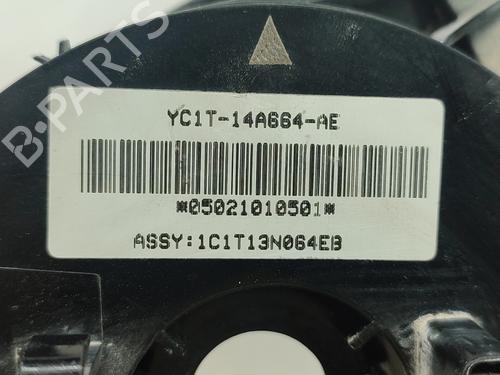 B-PARTS
YC1T-14A664-AE
*05021010501*
ASSY:1C1T13N064EB